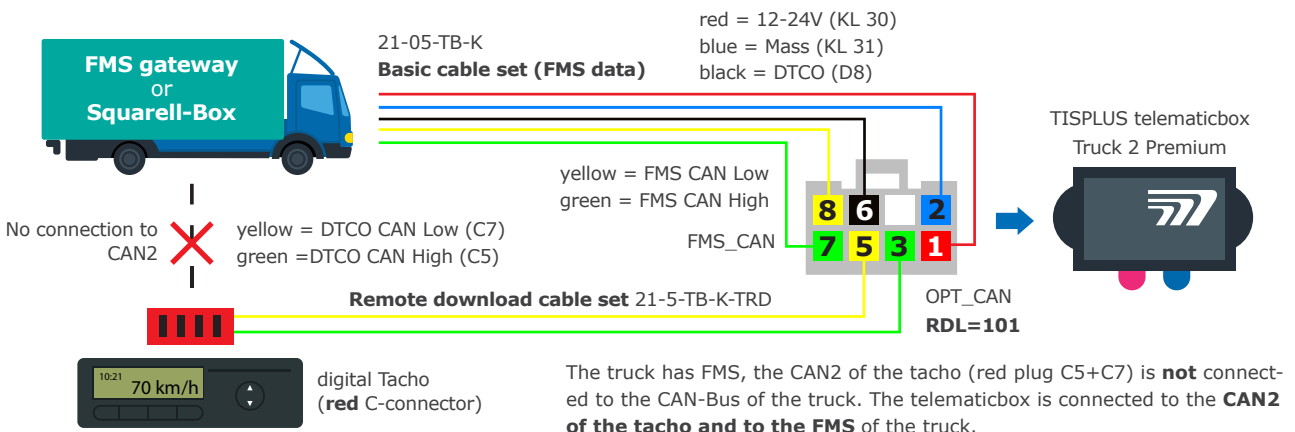 FMS gateway
or
Squarell-Box
21-05-TB-K
Basic cable set (FMS data)
red = 12-24V (KL 30)
blue = Mass (KL 31)
black = DTCO (D8)
TISPLUS telematicbox
Truck 2 Premium
yellow = FMS CAN Low
green = FMS CAN High
8 6 2
FMS_CAN
7 5 3 1
No connection to
CAN2
yellow = DTCO CAN Low (C7)
green =DTCO CAN High (C5)
Remote download cable set 21-5-TB-K-TRD
OPT_CAN
RDL=101
10:21
70 km/h
digital Tacho
(red C-connector)
The truck has FMS, the CAN2 of the tacho (red plug C5+C7) is not connect-
ed to the CAN-Bus of the truck. The telematicbox is connected to the CAN2
of the tacho and to the FMS of the truck.